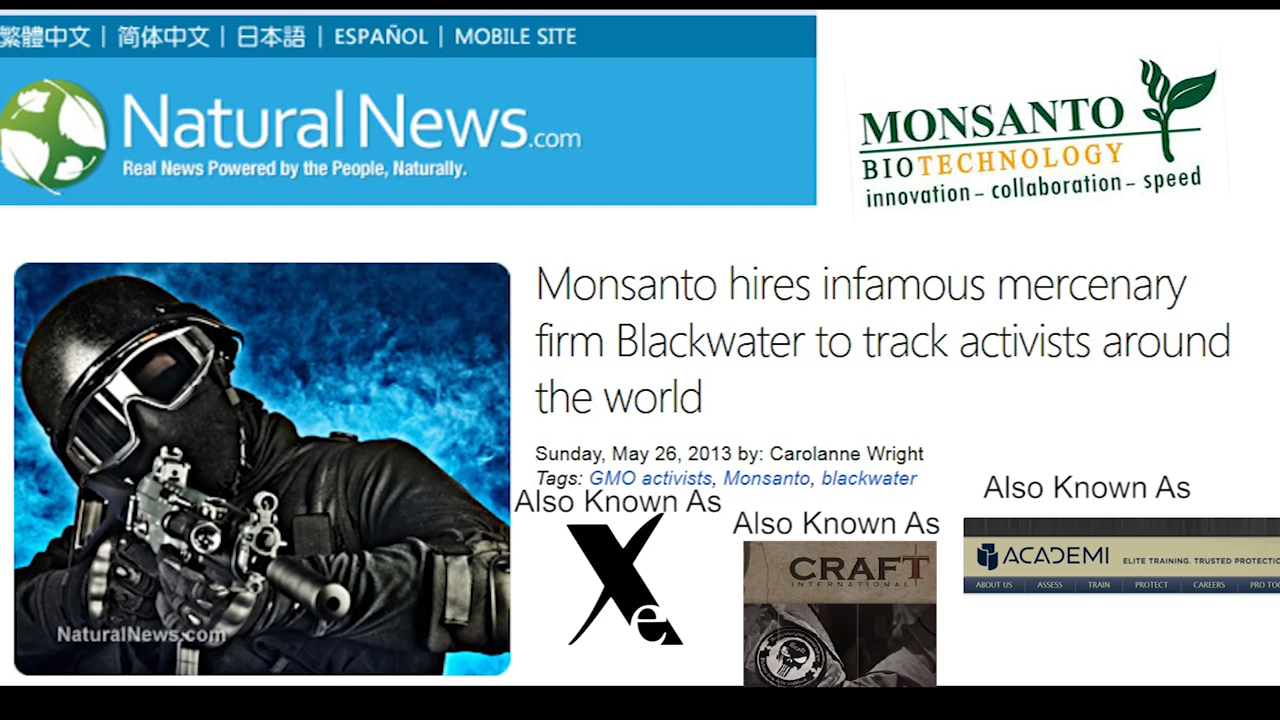 繁體中文 | 简体中文 | 日本語 | ESPAÑOL | MOBILE SITE
NaturalNews.com
Real News Powered by the People, Naturally.
MONSANTO
BIOTECHNOLOGY
innovation – collaboration – speed
Monsanto hires infamous mercenary
firm Blackwater to track activists around
the world
Sunday, May 26, 2013 by: Carolanne Wright
Tags: GMO activists, Monsanto, blackwater
NaturalNews.com
Also Known As
Xe
Also Known As
CRAFT
INTERNATIONAL
Also Known As
ACADEMI ELITE TRAINING. TRUSTED PROTECTIO
ABOUT US ASSESS TRAIN PROTECT CAREERS PRO TOO